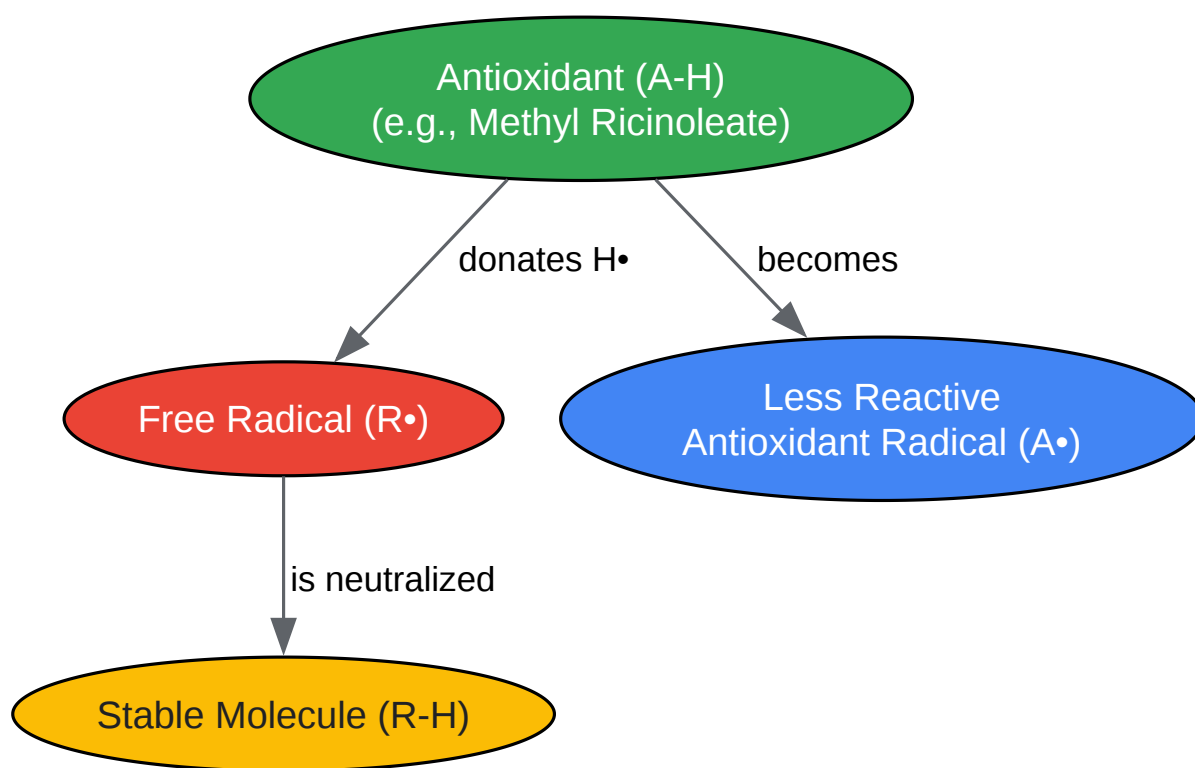 Antioxidant (A-H)
(e.g., Methyl Ricinoleate)
donates H•
becomes
Free Radical (R•)
Less Reactive
Antioxidant Radical (A•)
is neutralized
Stable Molecule (R-H)